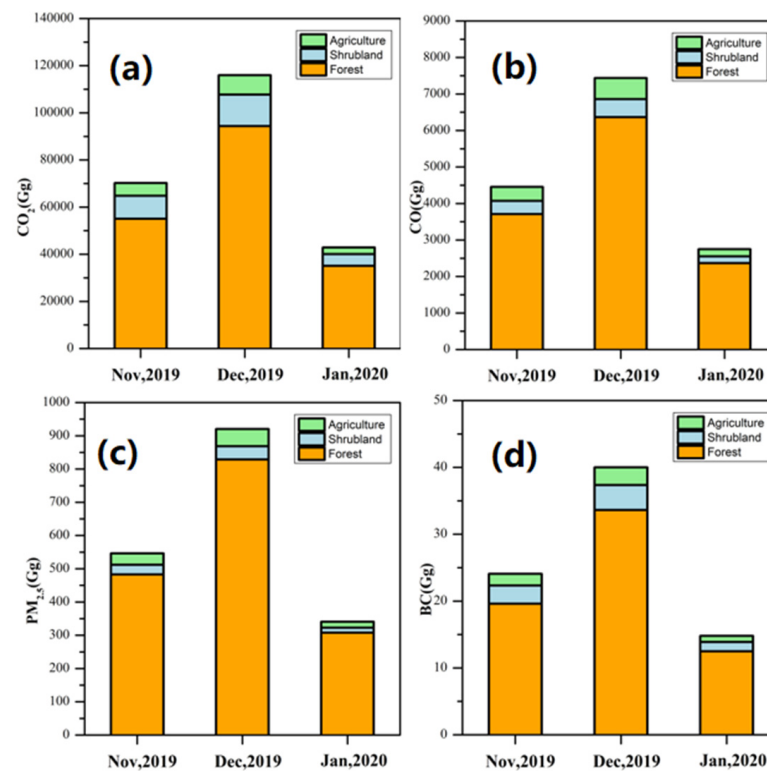 (a)
Agriculture
Shrubland
Forest
140000
120000
100000
80000
60000
40000
20000
0
CO2(Gg)
Nov,2019 Dec,2019 Jan,2020
(b)
Agriculture
Shrubland
Forest
9000
8000
7000
6000
5000
4000
3000
2000
1000
0
CO(Gg)
Nov,2019 Dec,2019 Jan,2020
(c)
Agriculture
Shrubland
Forest
1000
900
800
700
600
500
400
300
200
100
0
PM2.5(Gg)
Nov,2019 Dec,2019 Jan,2020
(d)
Agriculture
Shrubland
Forest
50
40
30
20
10
0
BC(Gg)
Nov,2019 Dec,2019 Jan,2020